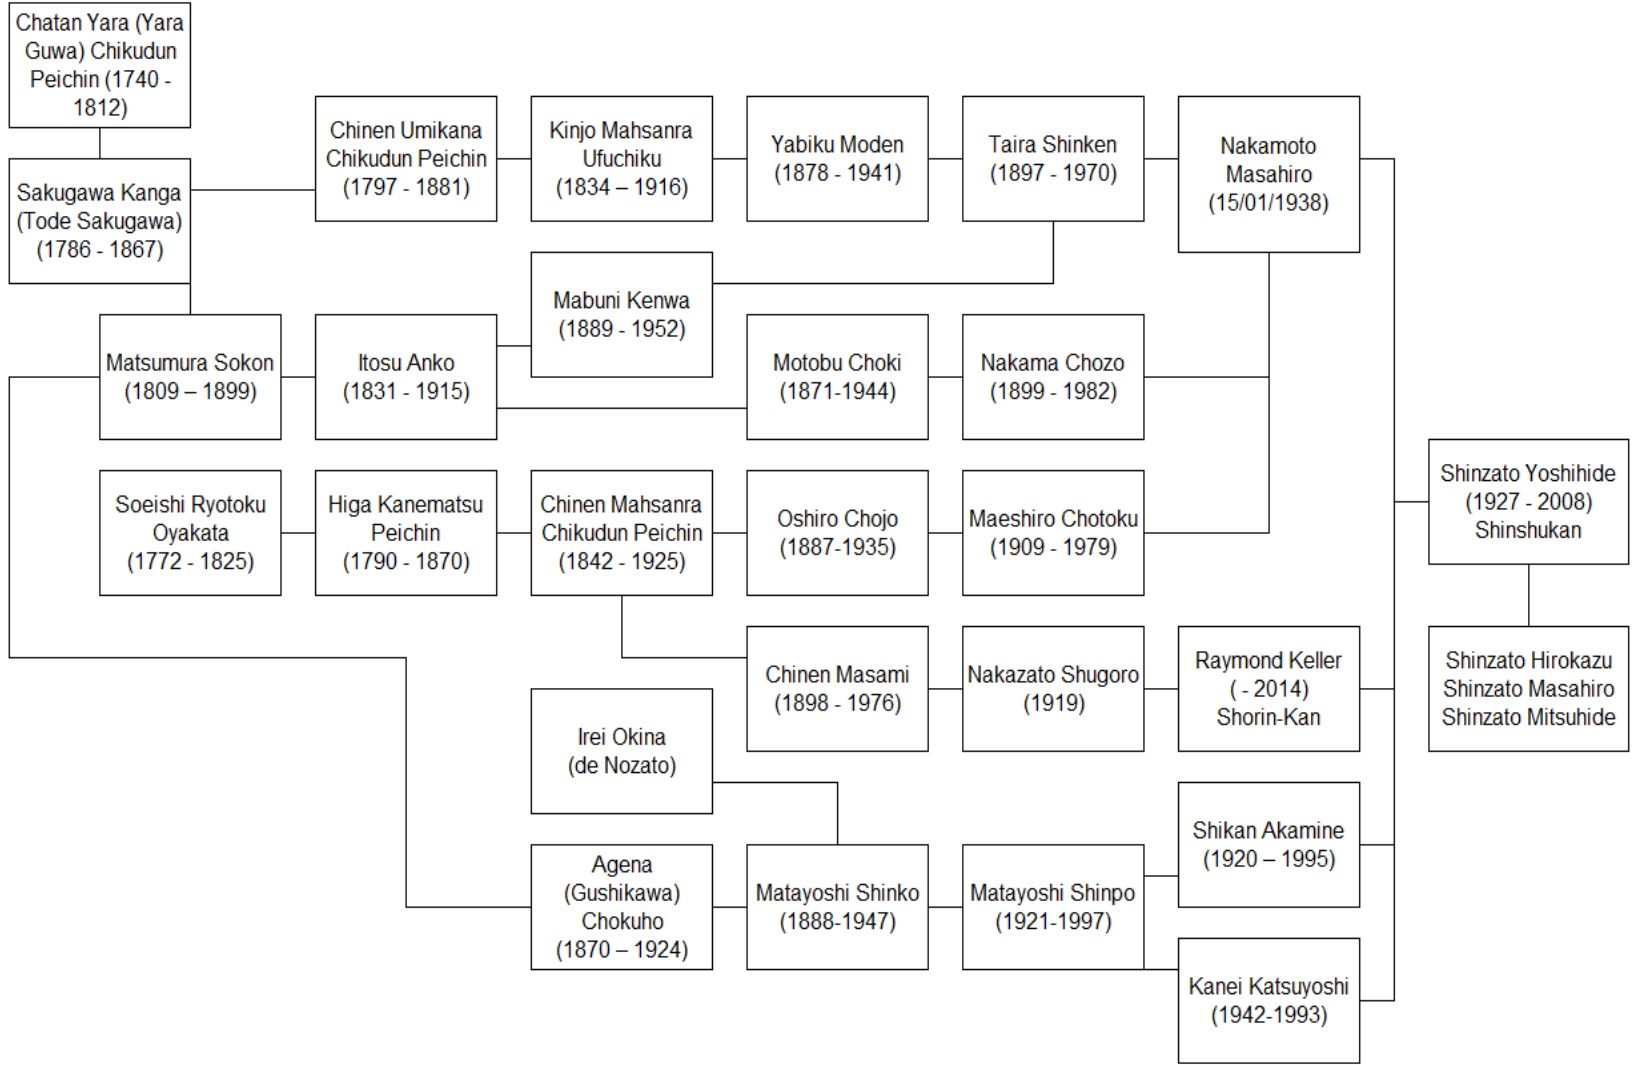 Chatan Yara (Yara
Guwa) Chikudun
Peichin (1740 -
1812)
Sakugawa Kanga
(Tode Sakugawa)
(1786 - 1867)
Chinen Umikana
Chikudun Peichin
(1797 - 1881)
Kinjo Mahsanra
Ufuchiku
(1834 – 1916)
Yabiku Moden
(1878 - 1941)
Taira Shinken
(1897 - 1970)
Nakamoto
Masahiro
(15/01/1938)
Mabuni Kenwa
(1889 - 1952)
Matsumura Sokon
(1809 – 1899)
Itosu Anko
(1831 - 1915)
Motobu Choki
(1871-1944)
Nakama Chozo
(1899 - 1982)
Soeishi Ryotoku
Oyakata
(1772 - 1825)
Higa Kanematsu
Peichin
(1790 - 1870)
Chinen Mahsanra
Chikudun Peichin
(1842 - 1925)
Oshiro Chojo
(1887-1935)
Maeshiro Chotoku
(1909 - 1979)
Shinzato Yoshihide
(1927 - 2008)
Shinshukan
Chinen Masami
(1898 - 1976)
Nakazato Shugoro
(1919)
Raymond Keller
( - 2014)
Shorin-Kan
Shinzato Hirokazu
Shinzato Masahiro
Shinzato Mitsuhide
Irei Okina
(de Nozato)
Agena
(Gushikawa)
Chokuho
(1870 – 1924)
Matayoshi Shinko
(1888-1947)
Matayoshi Shinpo
(1921-1997)
Shikan Akamine
(1920 – 1995)
Kanei Katsuyoshi
(1942-1993)